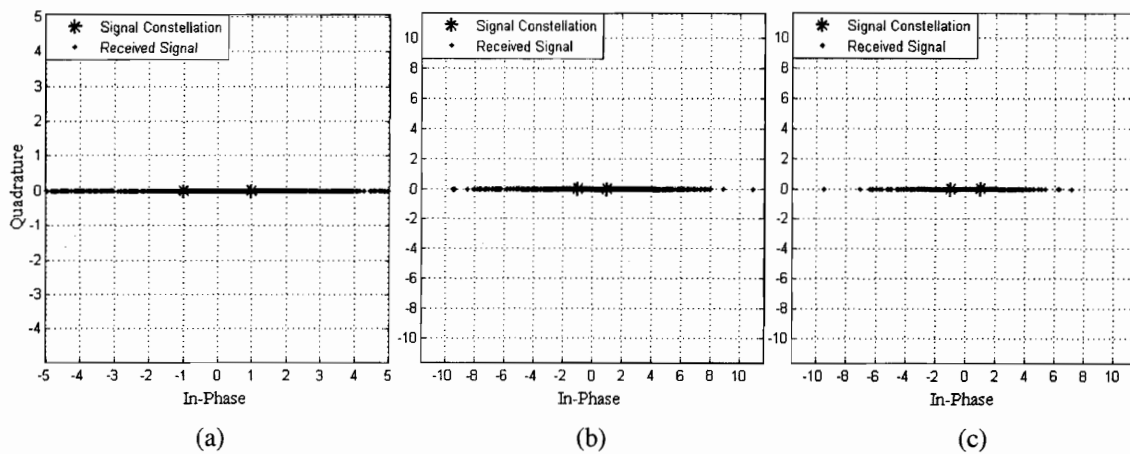 Signal Constellation
Received Signal
5
4
3
2
1
0
-1
-2
-3
-4
Quadrature
-5 -4 -3 -2 -1 0 1 2 3 4 5
In-Phase
(a)
Signal Constellation
Received Signal
10
8
6
4
2
0
-2
-4
-6
-8
-10
-10 -8 -6 -4 -2 0 2 4 6 8 10
In-Phase
(b)
Signal Constellation
Received Signal
10
8
6
4
2
0
-2
-4
-6
-8
-10
-10 -8 -6 -4 -2 0 2 4 6 8 10
In-Phase
(c)